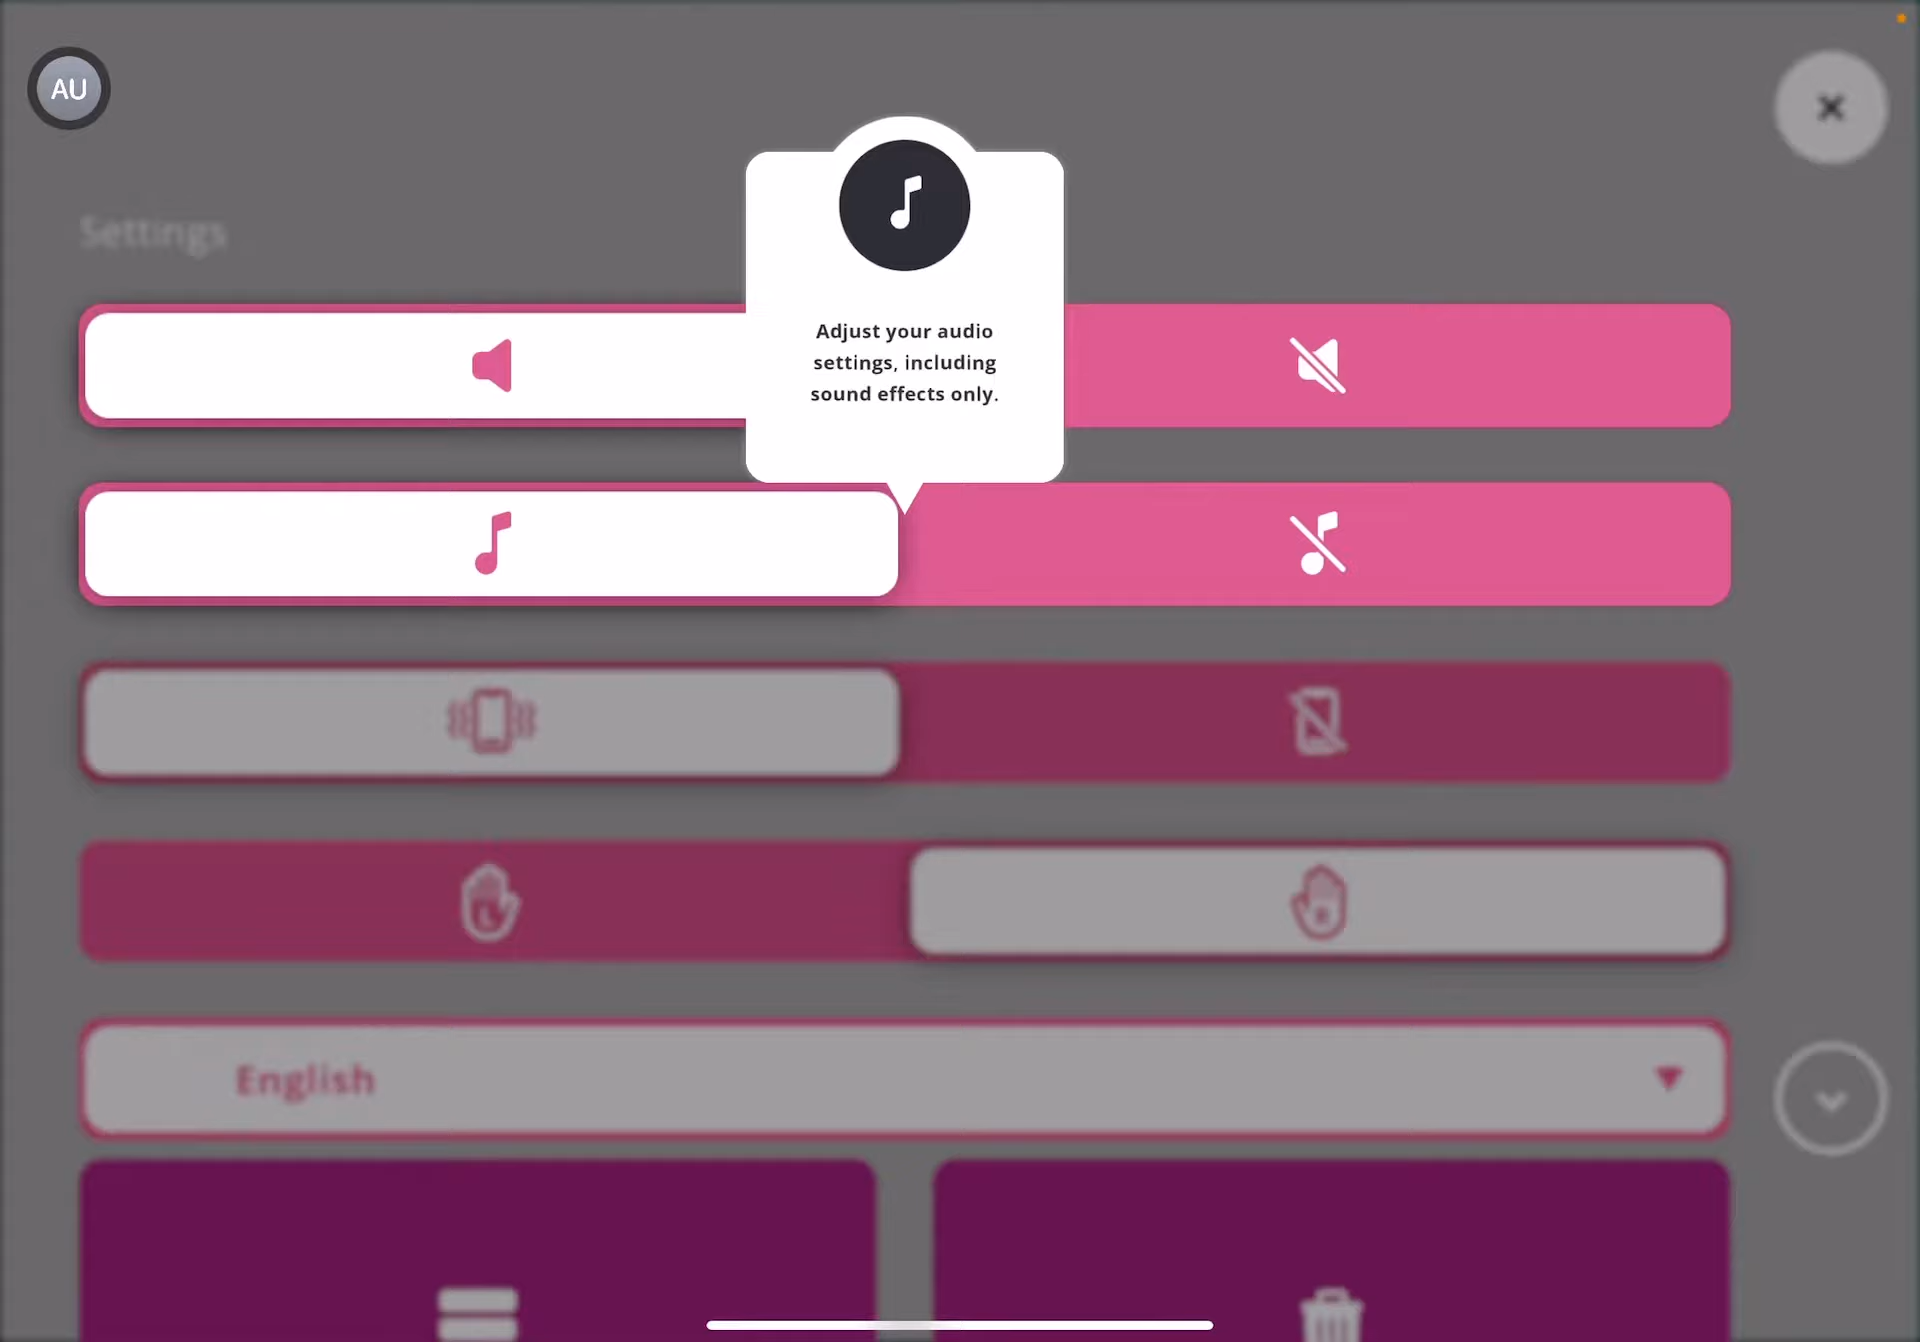 AU
Settings
Adjust your audio
settings, including
sound effects only.
English